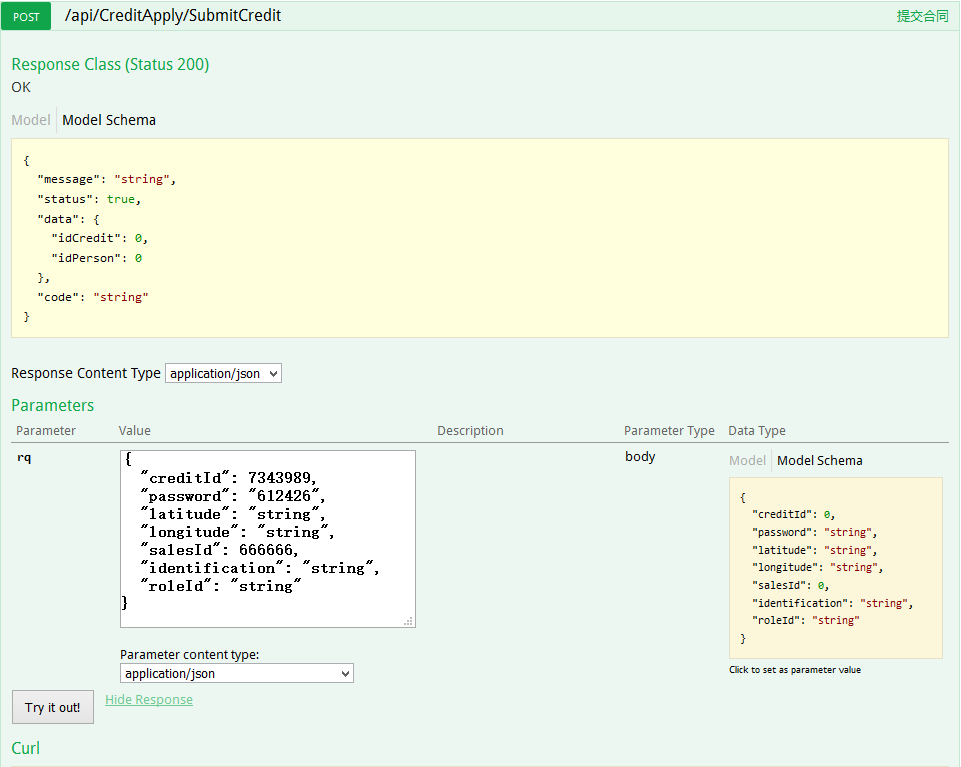 POST /api/CreditApply/SubmitCredit 提交合同
Response Class (Status 200)
OK
Model Model Schema
{
"message": "string",
"status": true,
"data": {
"idCredit": 0,
"idPerson": 0
},
"code": "string"
}
Response Content Type application/json
Parameters
Parameter Value Description Parameter Type Data Type
rq
{
"creditId": 7343989,
"password": "612426",
"latitude": "string",
"longitude": "string",
"salesId": 666666,
"identification": "string",
"roleId": "string"
}
Parameter content type:
application/json
body
Model Model Schema
{
"creditId": 0,
"password": "string",
"latitude": "string",
"longitude": "string",
"salesId": 0,
"identification": "string",
"roleId": "string"
}
Click to set as parameter value
Try it out! Hide Response
Curl